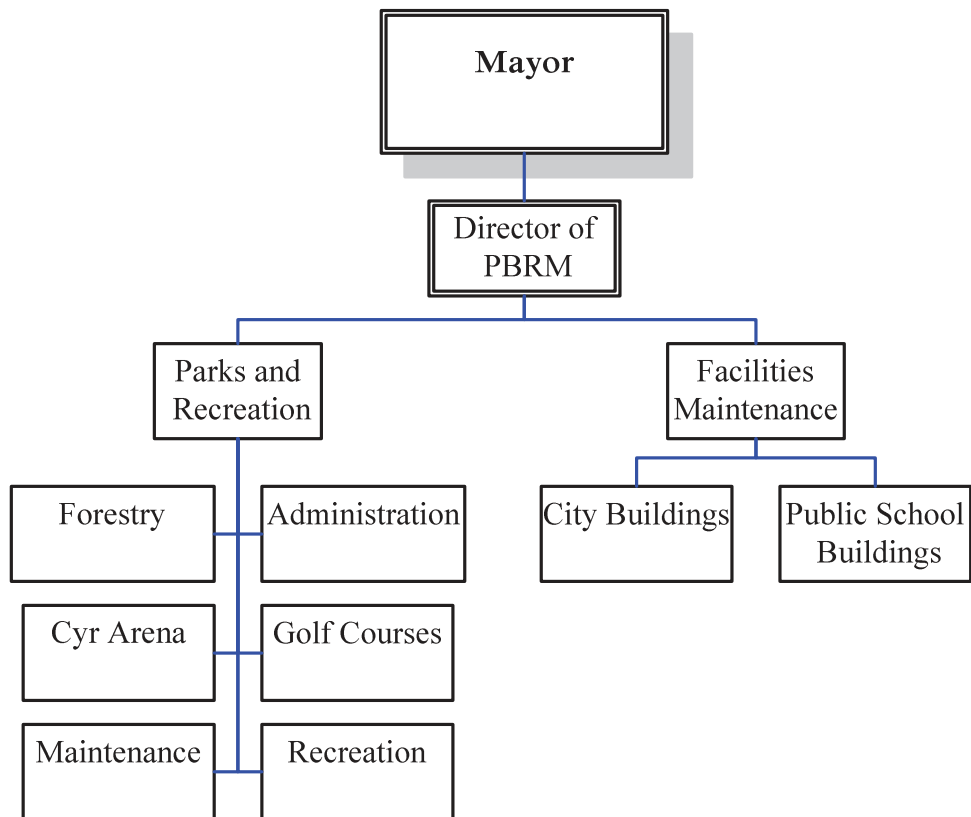 Mayor
Director of
PBRM
Parks and
Recreation
Facilities
Maintenance
Forestry
Administration
City Buildings
Public School
Buildings
Cyr Arena
Golf Courses
Maintenance
Recreation